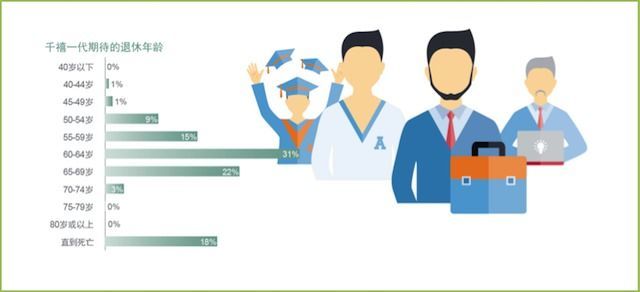 千禧一代期待的退休年龄
40岁以下 0%
40-44岁 1%
45-49岁 1%
50-54岁 9%
55-59岁 15%
60-64岁 31%
65-69岁 22%
70-74岁 3%
75-79岁 0%
80岁或以上 0%
直到死亡 18%
A